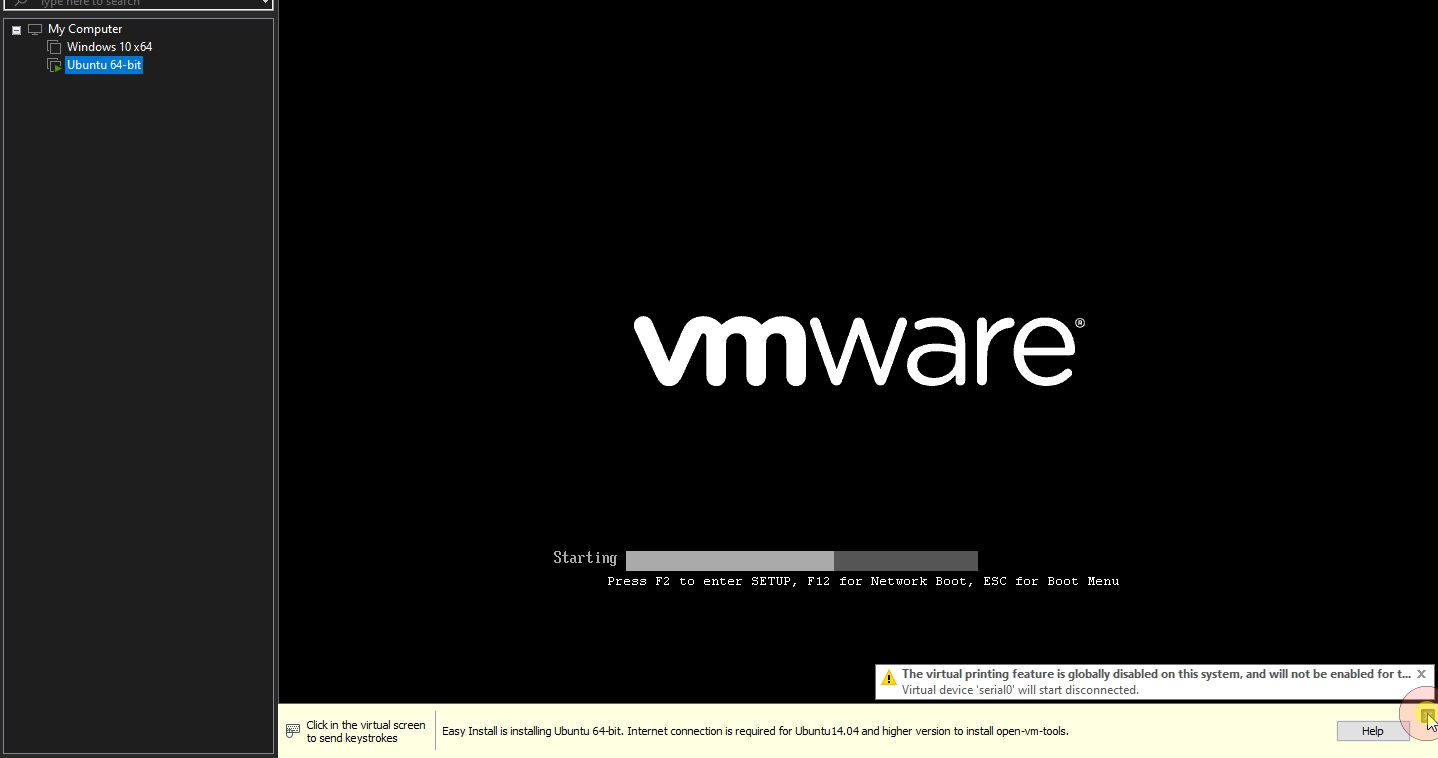 Type here to search
My Computer
Windows 10 x64
Ubuntu 64-bit
vmware®
Starting
Press F2 to enter SETUP, F12 for Network Boot, ESC for Boot Menu
The virtual printing feature is globally disabled on this system, and will not be enabled for t...
Virtual device 'serial0' will start disconnected.
Click in the virtual screen
to send keystrokes
Easy Install is installing Ubuntu 64-bit. Internet connection is required for Ubuntu14.04 and higher version to install open-vm-tools.
Help